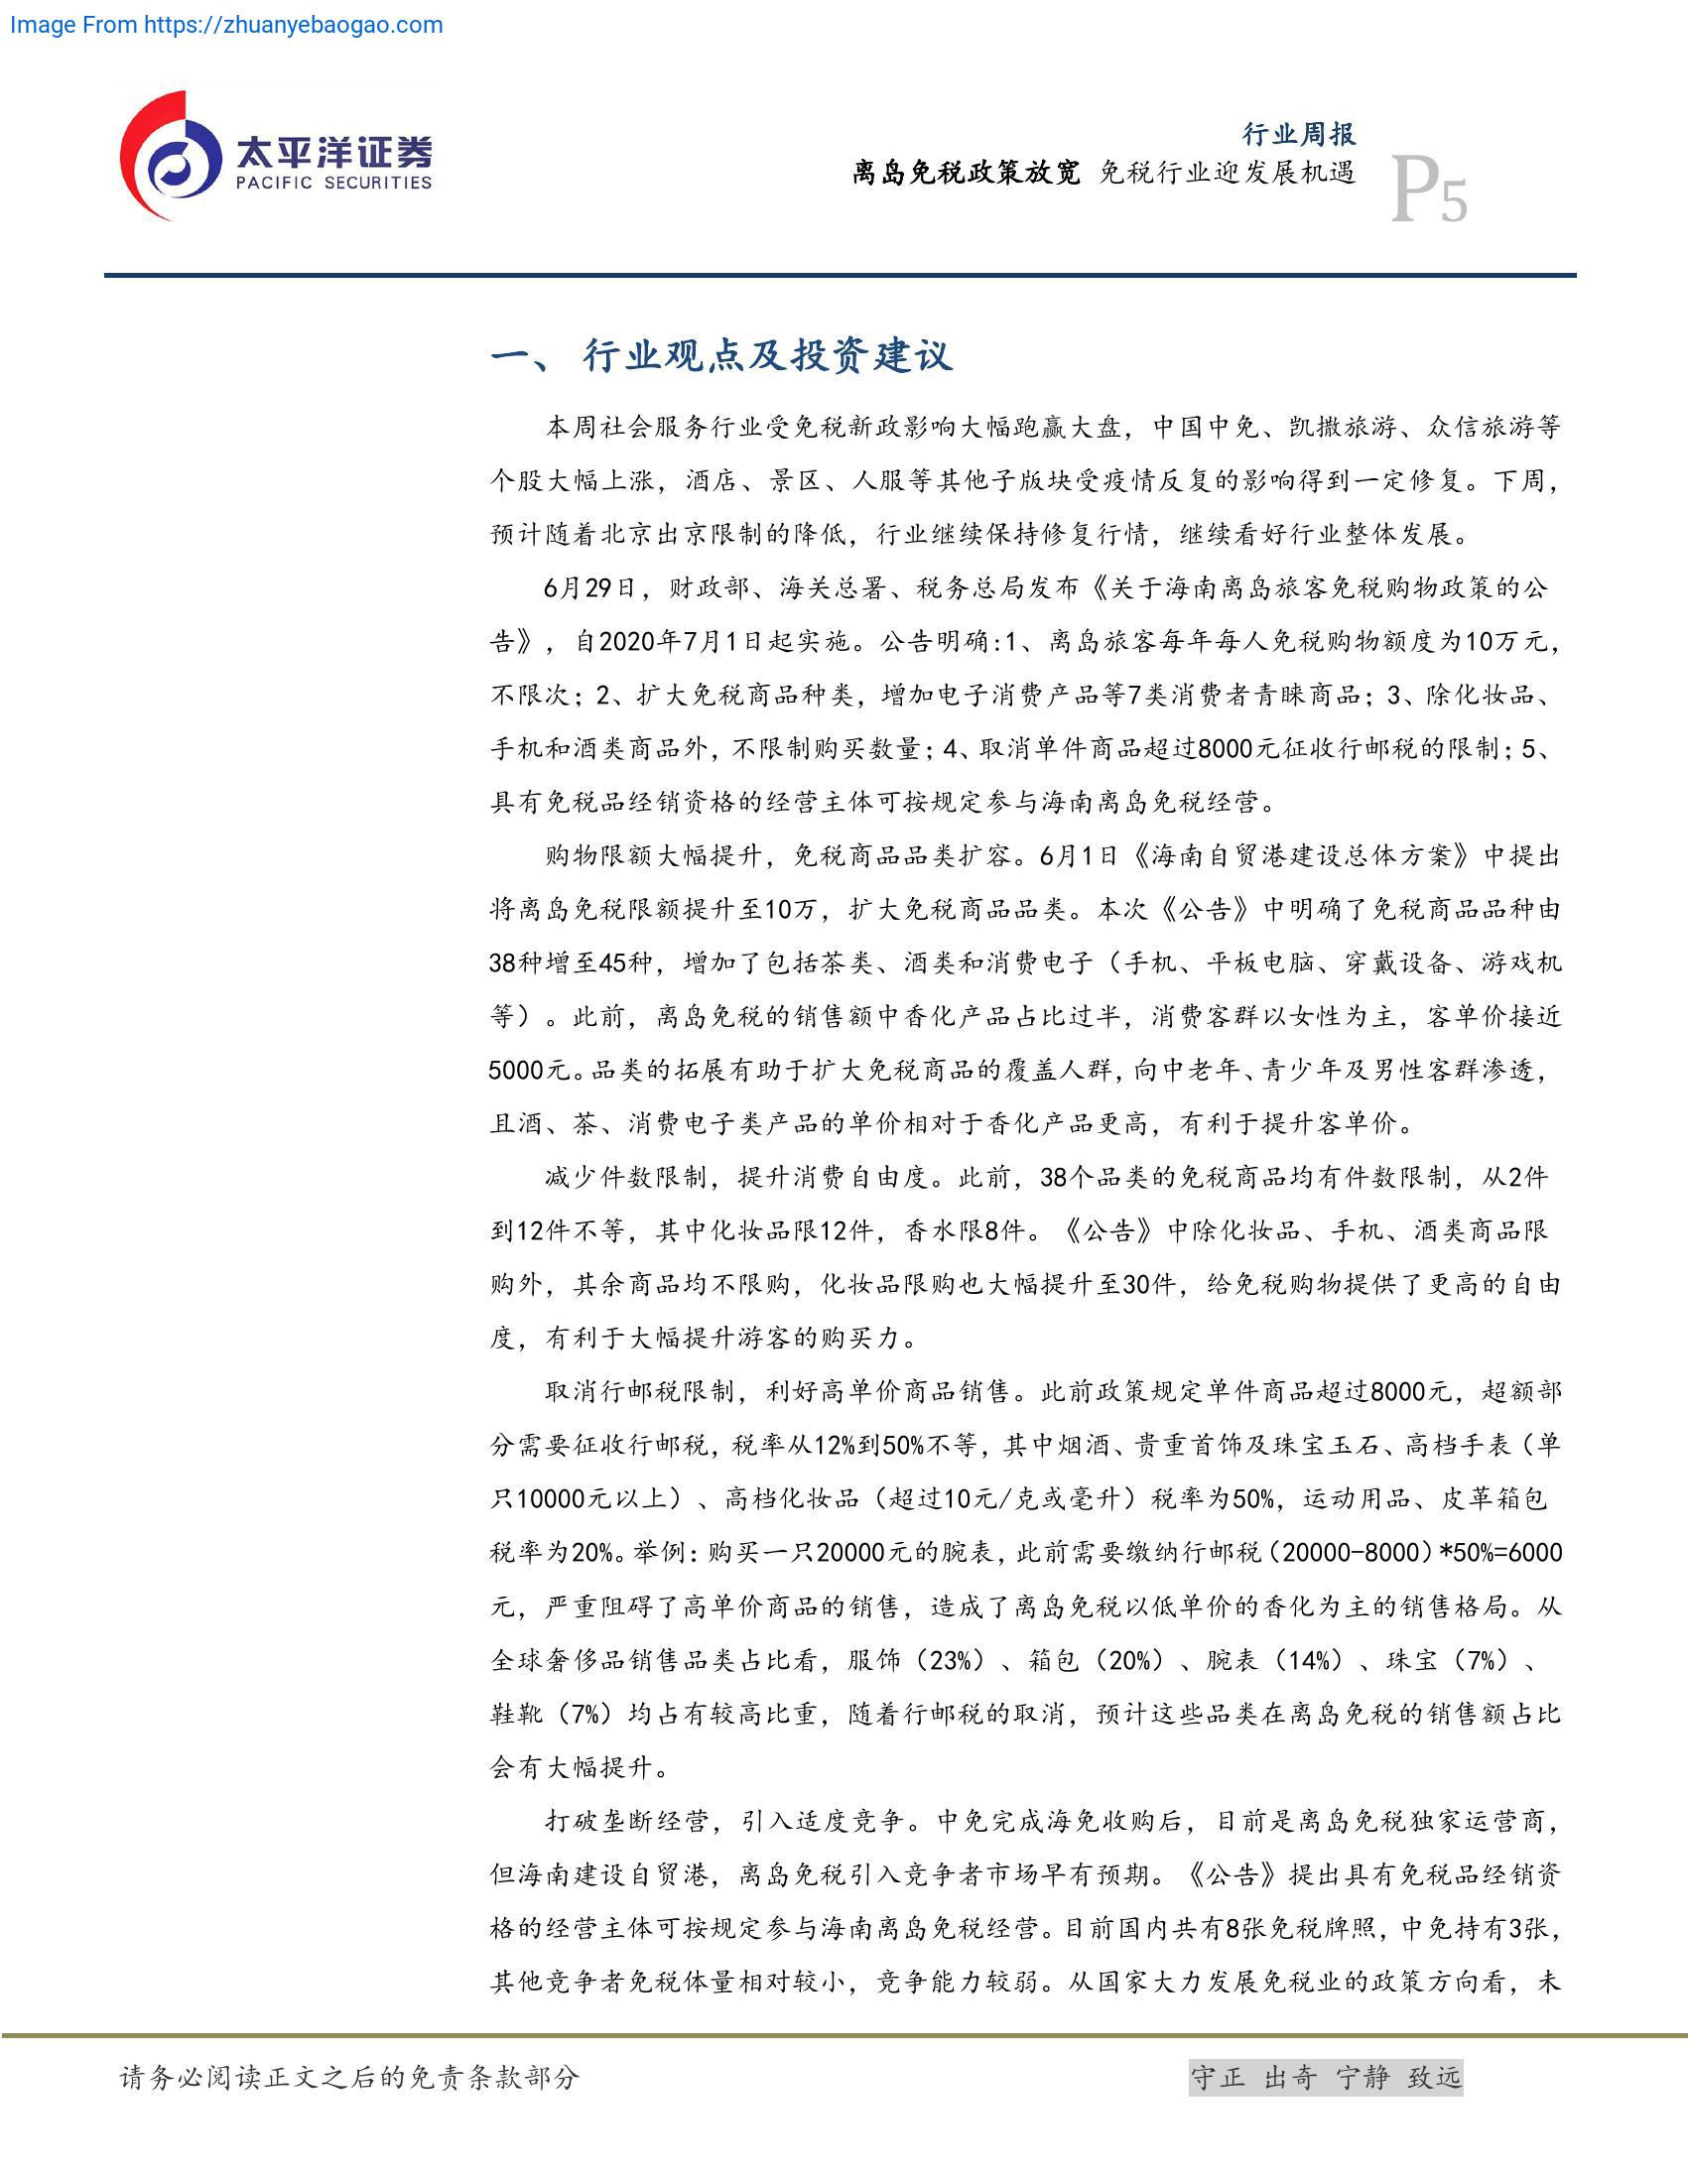 Image From https://zhuanyebaogao.com
太平洋证券
PACIFIC SECURITIES
行业周报
离岛免税政策放宽 免税行业迎发展机遇
P5
一、 行业观点及投资建议
本周社会服务行业受免税新政影响大幅跑赢大盘，中国中免、凯撒旅游、众信旅游等
个股大幅上涨，酒店、景区、人服等其他子版块受疫情反复的影响得到一定修复。下周，
预计随着北京出京限制的降低，行业继续保持修复行情，继续看好行业整体发展。
6月29日，财政部、海关总署、税务总局发布《关于海南离岛旅客免税购物政策的公
告》，自2020年7月1日起实施。公告明确:1、离岛旅客每年每人免税购物额度为10万元，
不限次；2、扩大免税商品种类，增加电子消费产品等7类消费者青睐商品；3、除化妆品、
手机和酒类商品外，不限制购买数量；4、取消单件商品超过8000元征收行邮税的限制；5、
具有免税品经销资格的经营主体可按规定参与海南离岛免税经营。
购物限额大幅提升，免税商品品类扩容。6月1日《海南自贸港建设总体方案》中提出
将离岛免税限额提升至10万，扩大免税商品品类。本次《公告》中明确了免税商品品种由
38种增至45种，增加了包括茶类、酒类和消费电子（手机、平板电脑、穿戴设备、游戏机
等）。此前，离岛免税的销售额中香化产品占比过半，消费客群以女性为主，客单价接近
5000元。品类的拓展有助于扩大免税商品的覆盖人群，向中老年、青少年及男性客群渗透，
且酒、茶、消费电子类产品的单价相对于香化产品更高，有利于提升客单价。
减少件数限制，提升消费自由度。此前，38个品类的免税商品均有件数限制，从2件
到12件不等，其中化妆品限12件，香水限8件。《公告》中除化妆品、手机、酒类商品限
购外，其余商品均不限购，化妆品限购也大幅提升至30件，给免税购物提供了更高的自由
度，有利于大幅提升游客的购买力。
取消行邮税限制，利好高单价商品销售。此前政策规定单件商品超过8000元，超额部
分需要征收行邮税，税率从12%到50%不等，其中烟酒、贵重首饰及珠宝玉石、高档手表（单
只10000元以上）、高档化妆品（超过10元/克或毫升）税率为50%，运动用品、皮革箱包
税率为20%。举例：购买一只20000元的腕表，此前需要缴纳行邮税（20000-8000）*50%=6000
元，严重阻碍了高单价商品的销售，造成了离岛免税以低单价的香化为主的销售格局。从
全球奢侈品销售品类占比看，服饰（23%）、箱包（20%）、腕表（14%）、珠宝（7%）、
鞋靴（7%）均占有较高比重，随着行邮税的取消，预计这些品类在离岛免税的销售额占比
会有大幅提升。
打破垄断经营，引入适度竞争。中免完成海免收购后，目前是离岛免税独家运营商，
但海南建设自贸港，离岛免税引入竞争者市场早有预期。《公告》提出具有免税品经销资
格的经营主体可按规定参与海南离岛免税经营。目前国内共有8张免税牌照，中免持有3张，
其他竞争者免税体量相对较小，竞争能力较弱。从国家大力发展免税业的政策方向看，未
请务必阅读正文之后的免责条款部分
守正 出奇 宁静 致远